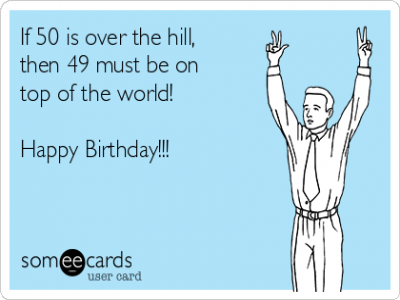 If 50 is over the hill,
then 49 must be on
top of the world!
Happy Birthday!!!
someecards
user card